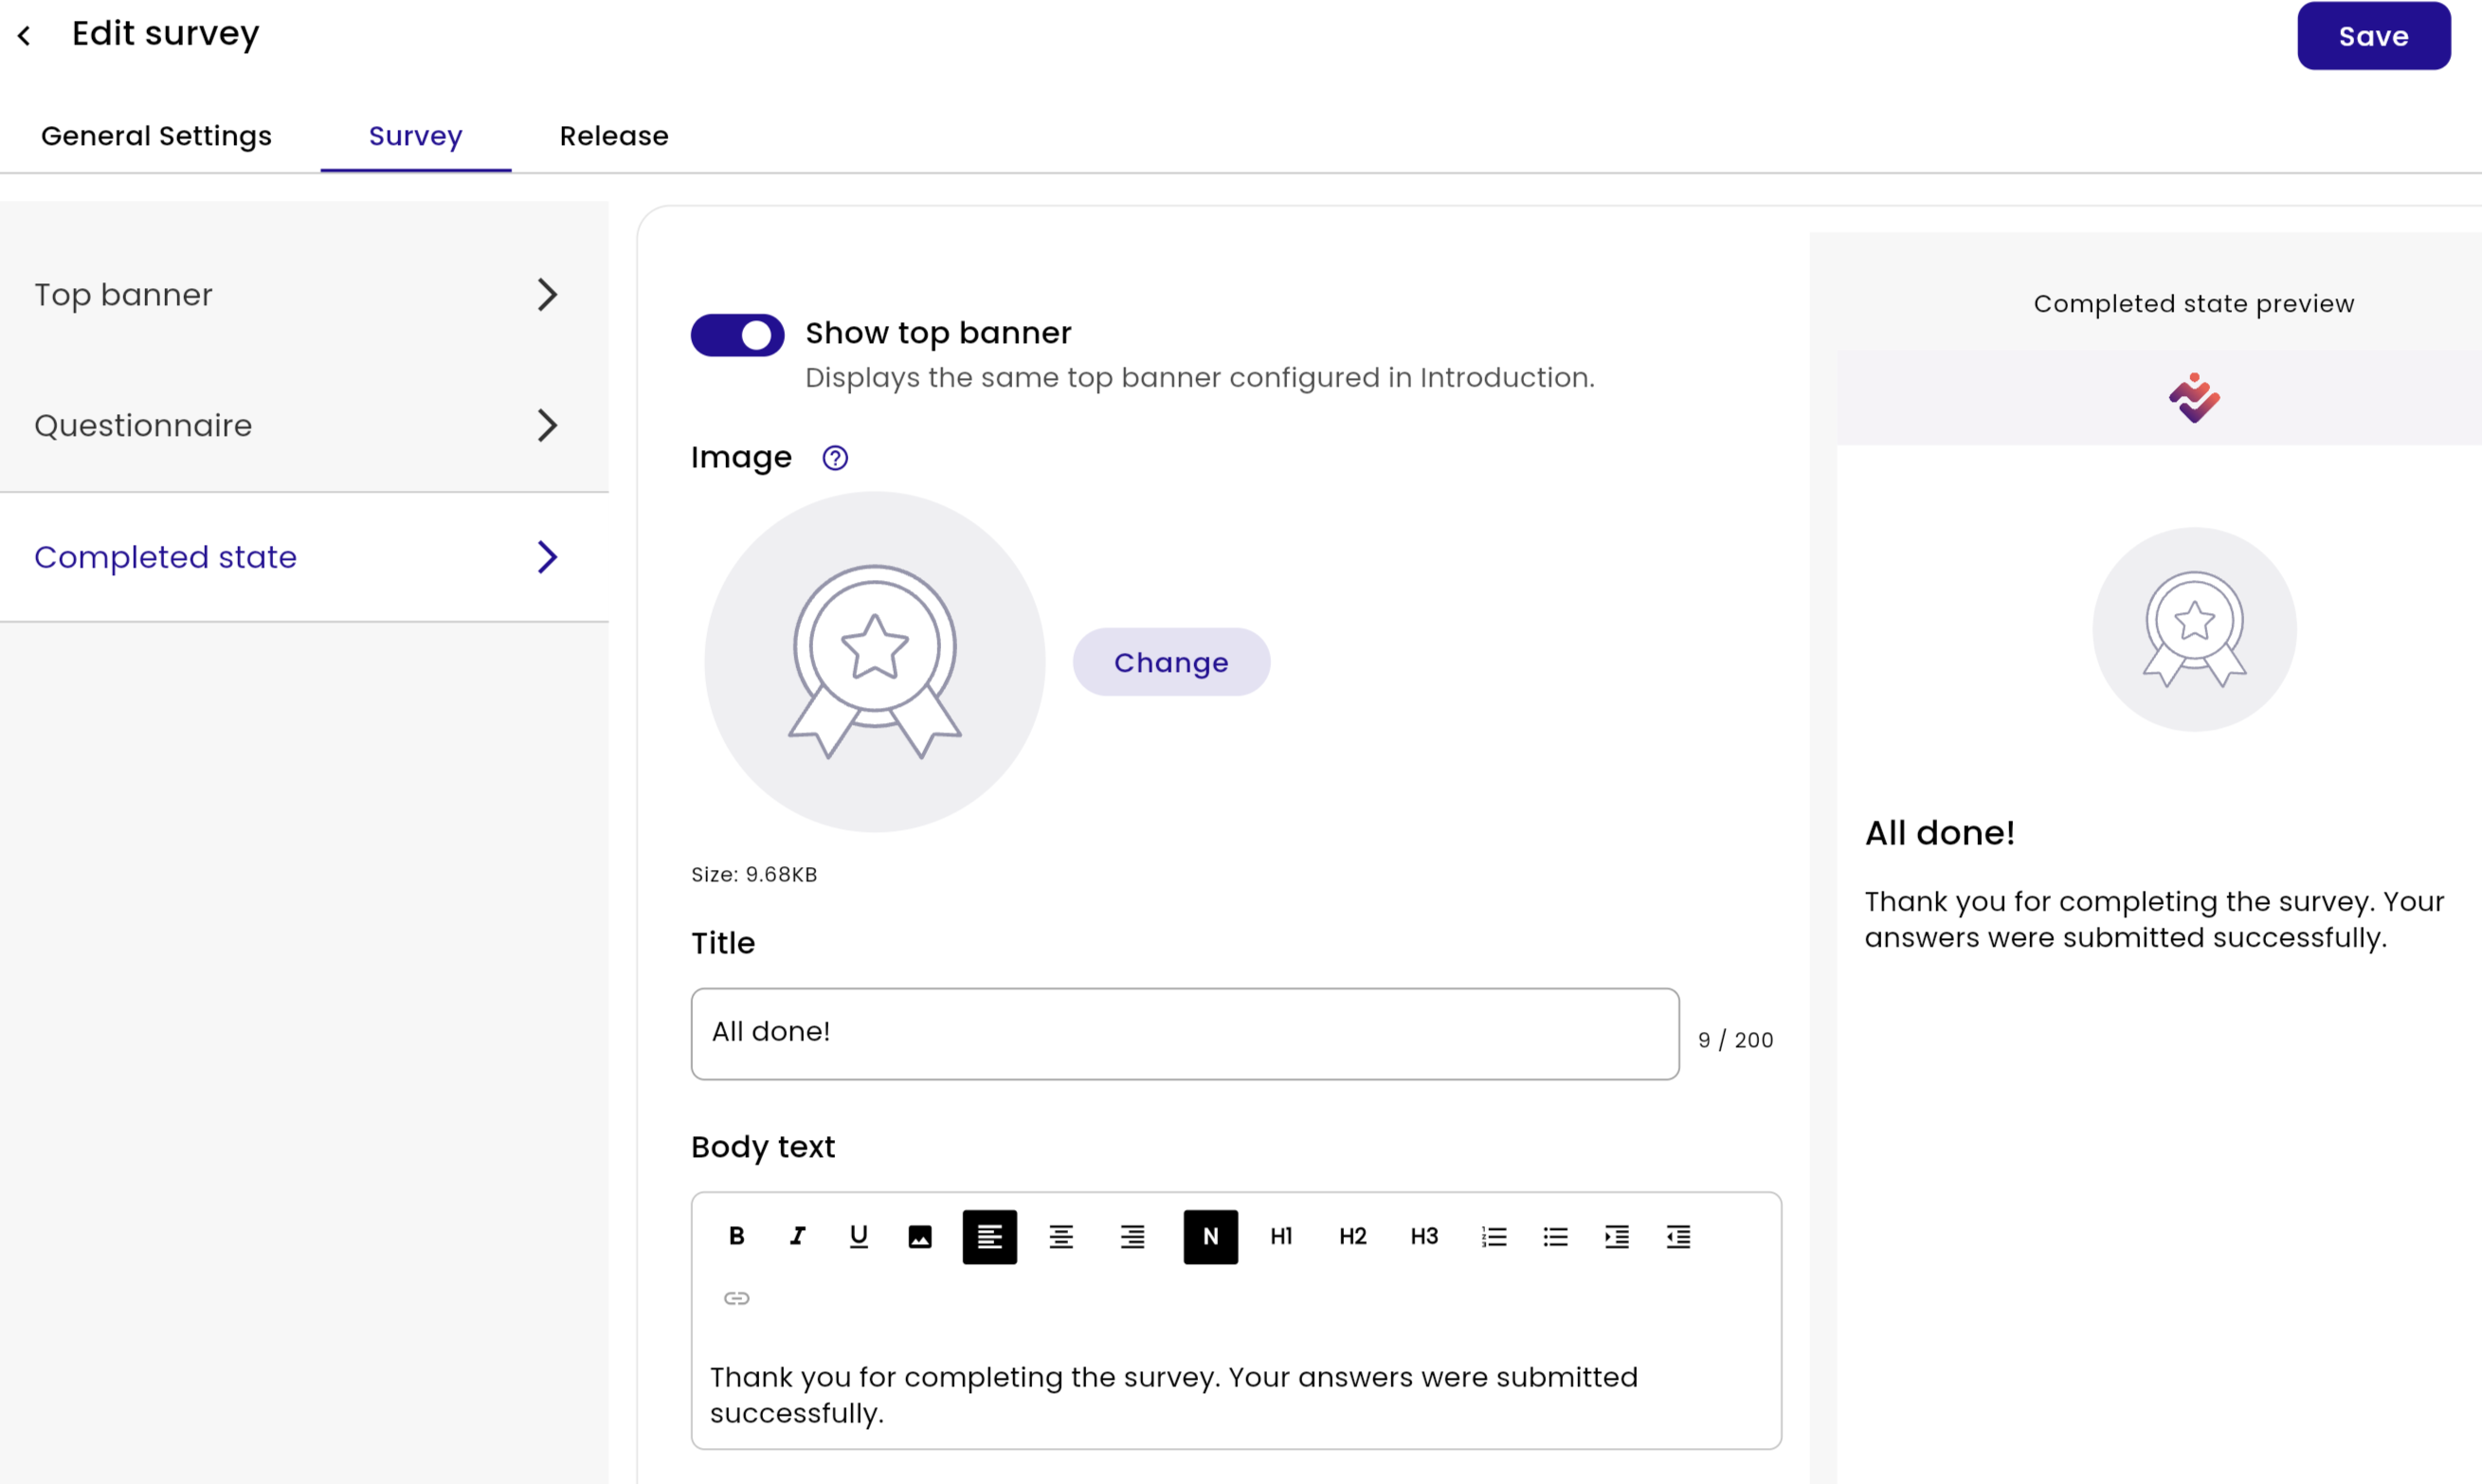 Edit survey
Save
General Settings
Survey
Release
Top banner
Questionnaire
Completed state
Show top banner
Displays the same top banner configured in Introduction.
Image
Change
Size: 9.68KB
Title
All done!
9 / 200
Body text
B I U N H1 H2 H3
Thank you for completing the survey. Your answers were submitted
successfully.
Completed state preview
All done!
Thank you for completing the survey. Your
answers were submitted successfully.